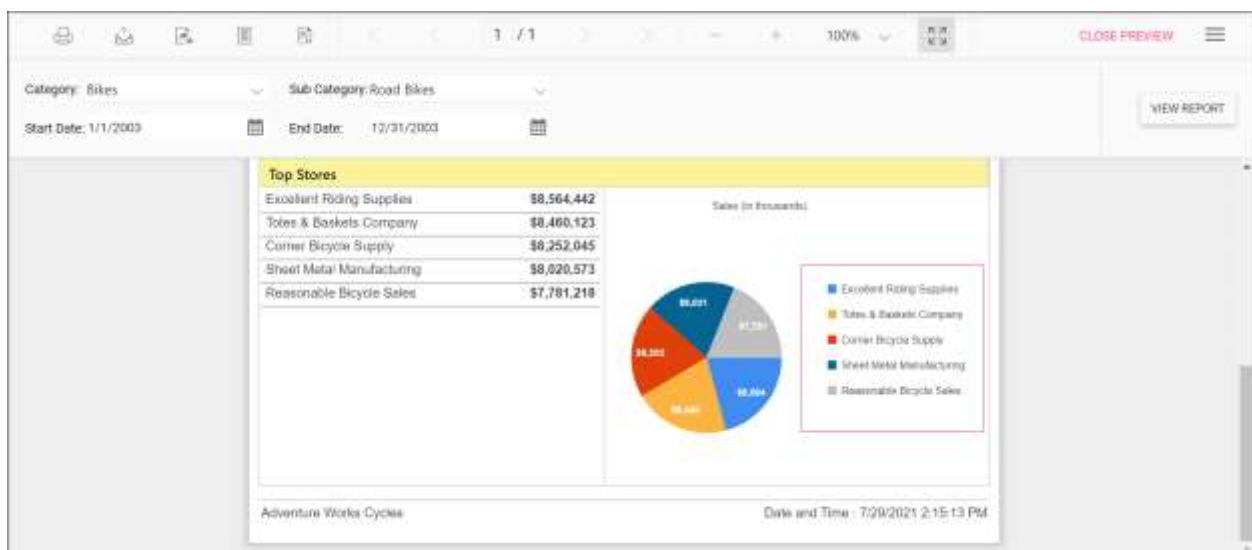 1 / 1 100% CLOSE PREVIEW
Category: Bikes Sub Category: Road Bikes
VIEW REPORT
Start Date: 1/1/2003 End Date: 12/31/2003
Top Stores
Excellent Riding Supplies $8,564,442
Totes & Baskets Company $8,460,123
Corner Bicycle Supply $8,252,045
Sheet Metal Manufacturing $8,020,573
Reasonable Bicycle Sales $7,781,218
Sales (in thousands)
Excellent Riding Supplies
Totes & Baskets Company
Corner Bicycle Supply
Sheet Metal Manufacturing
Reasonable Bicycle Sales
Adventure Works Cycles Date and Time : 7/29/2021 2:15:13 PM